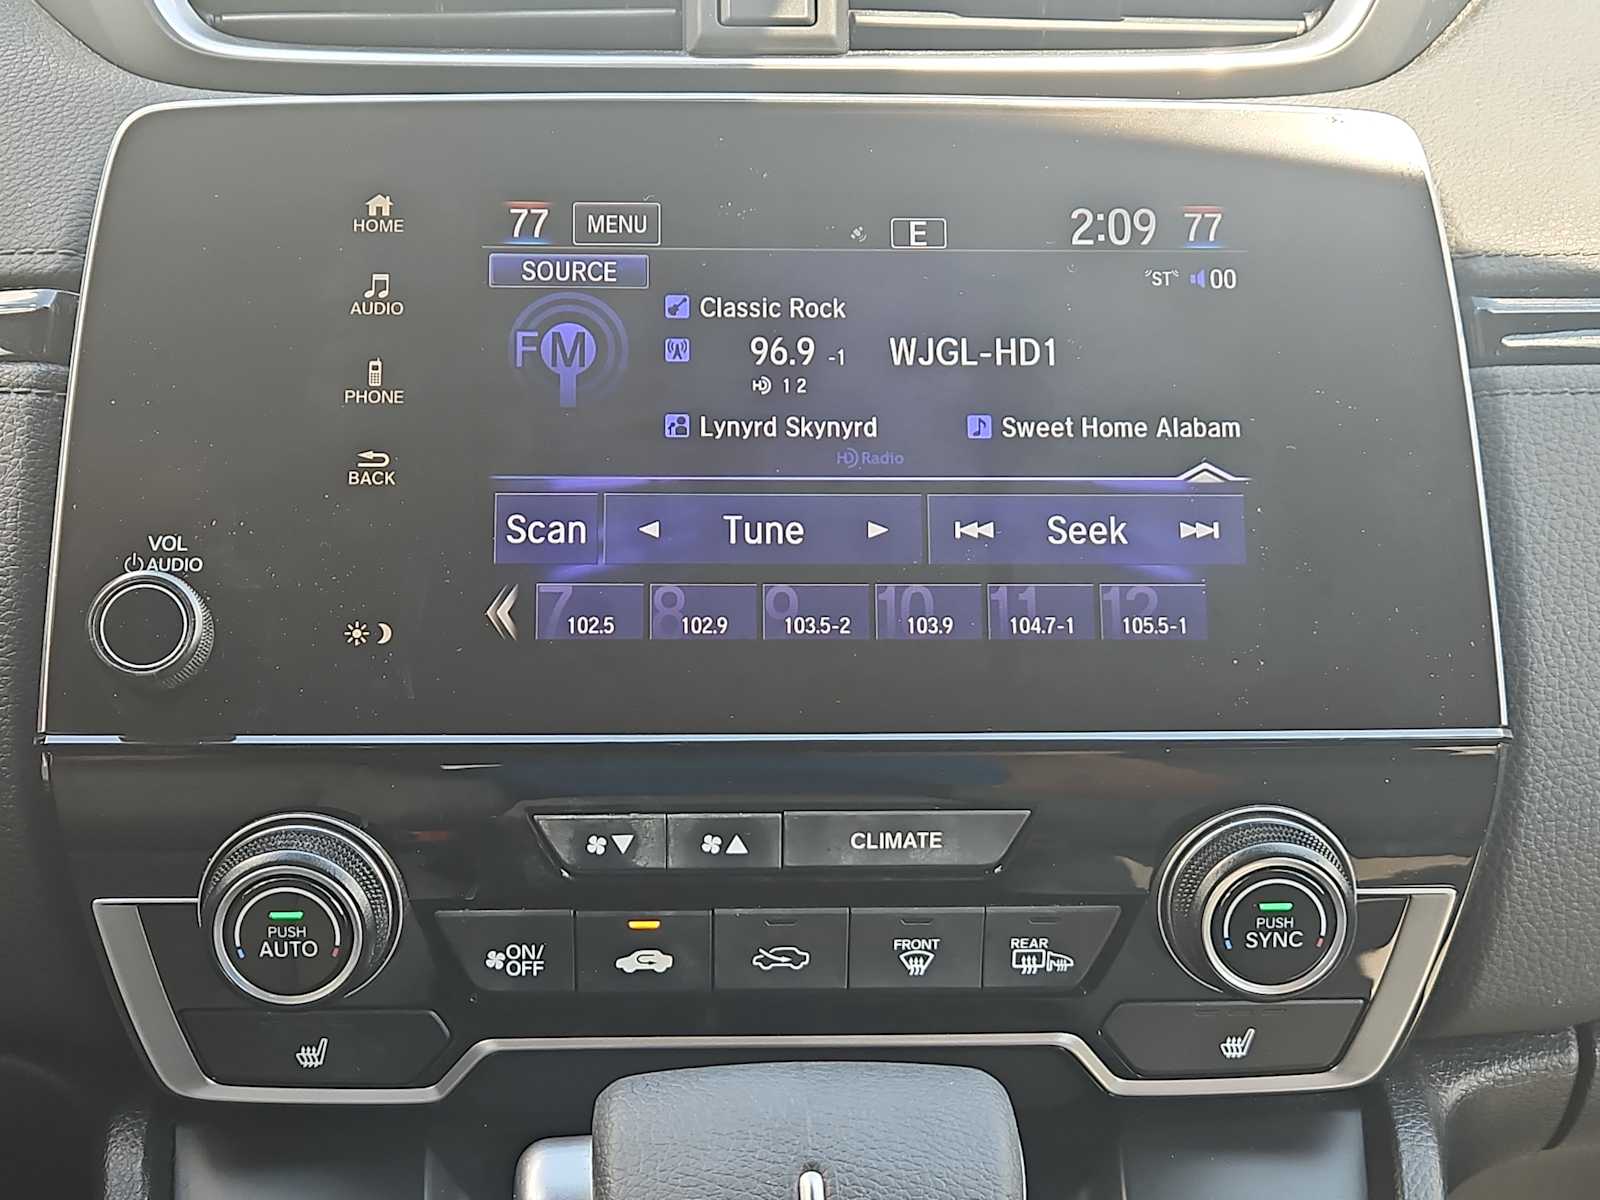 HOME
77 MENU E 2:09 77
SOURCE "ST" 00
AUDIO
Classic Rock
FM 96.9 -1 WJGL-HD1
HD 1 2
PHONE
Lynyrd Skynyrd Sweet Home Alabam
HD Radio
BACK
Scan Tune Seek
VOL
AUDIO
7 8 9 10 11 12
102.5 102.9 103.5-2 103.9 104.7-1 105.5-1
CLIMATE
PUSH
AUTO
ON/
OFF
FRONT
REAR
PUSH
SYNC